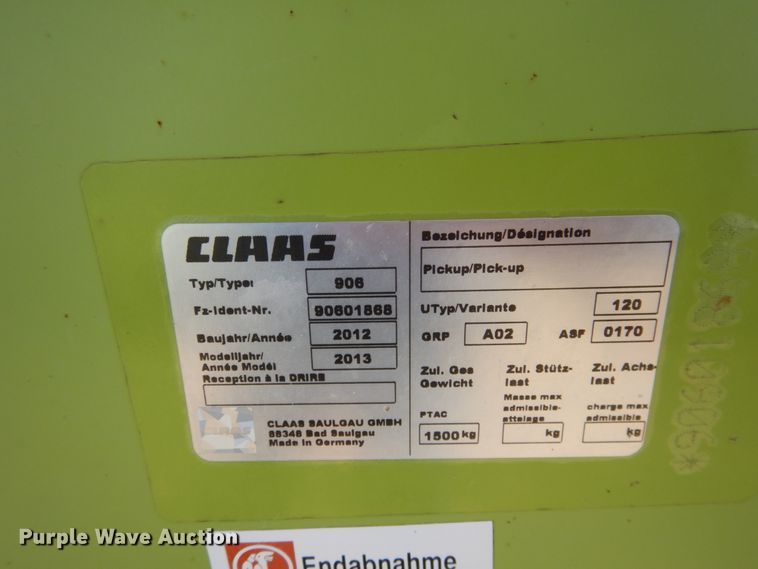 CLAAS
Typ/Type: 906
Fz-Ident-Nr. 90601868
Baujahr/Année 2012
Modelljahr/
Année Modèl 2013
Reception à la DRIRE
CLAAS
CLAAS SAULGAU GMBH
88348 Bad Saulgau
Made in Germany
Bezeichung/Désignation
Pickup/Pick-up
UTyp/Variante 120
GRP A02 ASF 0170
Zul. Ges
Gewicht
PTAC
1500 kg
Zul. Stütz-
last
Masse max
admissible-
attelage
kg
Zul. Achs-
last
charge max
admissible
kg
*90601868*
Endabnahme
Purple Wave Auction